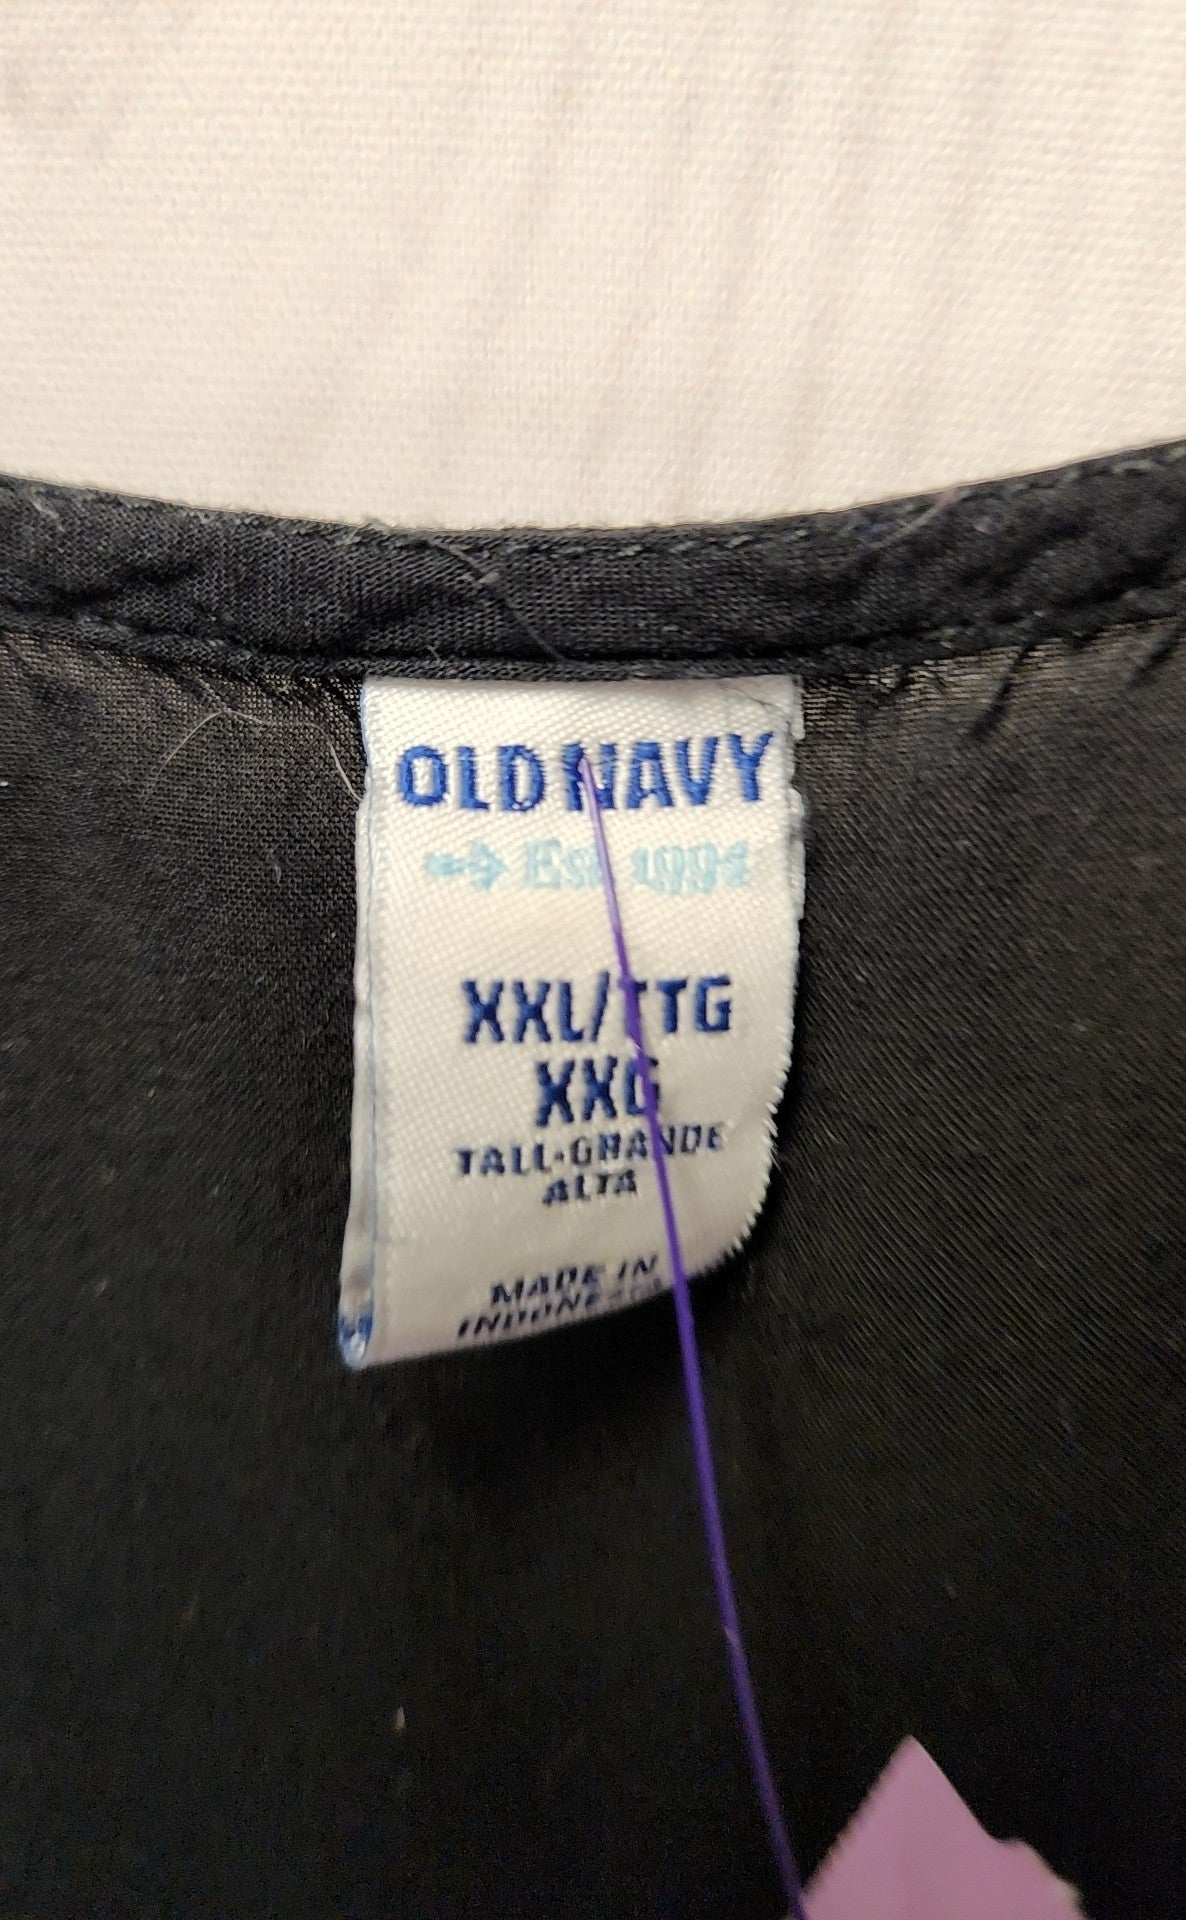 OLD NAVY
Est. 1994
XXL/TTG
XXG
TALL-GRANDE
ALTA
MADE IN
INDONESIA